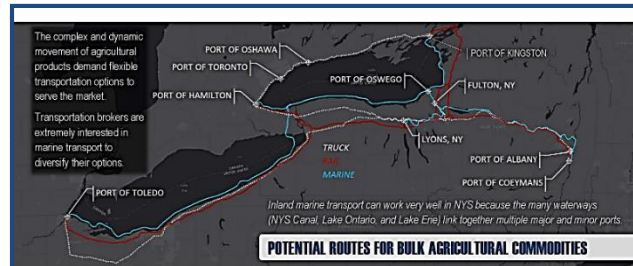 The complex and dynamic
movement of agricultural
products demand flexible
transportation options to
serve the market.
Transportation brokers are
extremely interested in
marine transport to
diversify their options.
PORT OF OSHAWA
PORT OF TORONTO
PORT OF HAMILTON
PORT OF KINGSTON
PORT OF OSWEGO
FULTON, NY
LYONS, NY
TRUCK
RAIL
MARINE
PORT OF ALBANY
PORT OF COEYMANS
PORT OF TOLEDO
Inland marine transport can work very well in NYS because the many waterways
(NYS Canal, Lake Ontario, and Lake Erie) link together multiple major and minor ports.
POTENTIAL ROUTES FOR BULK AGRICULTURAL COMMODITIES